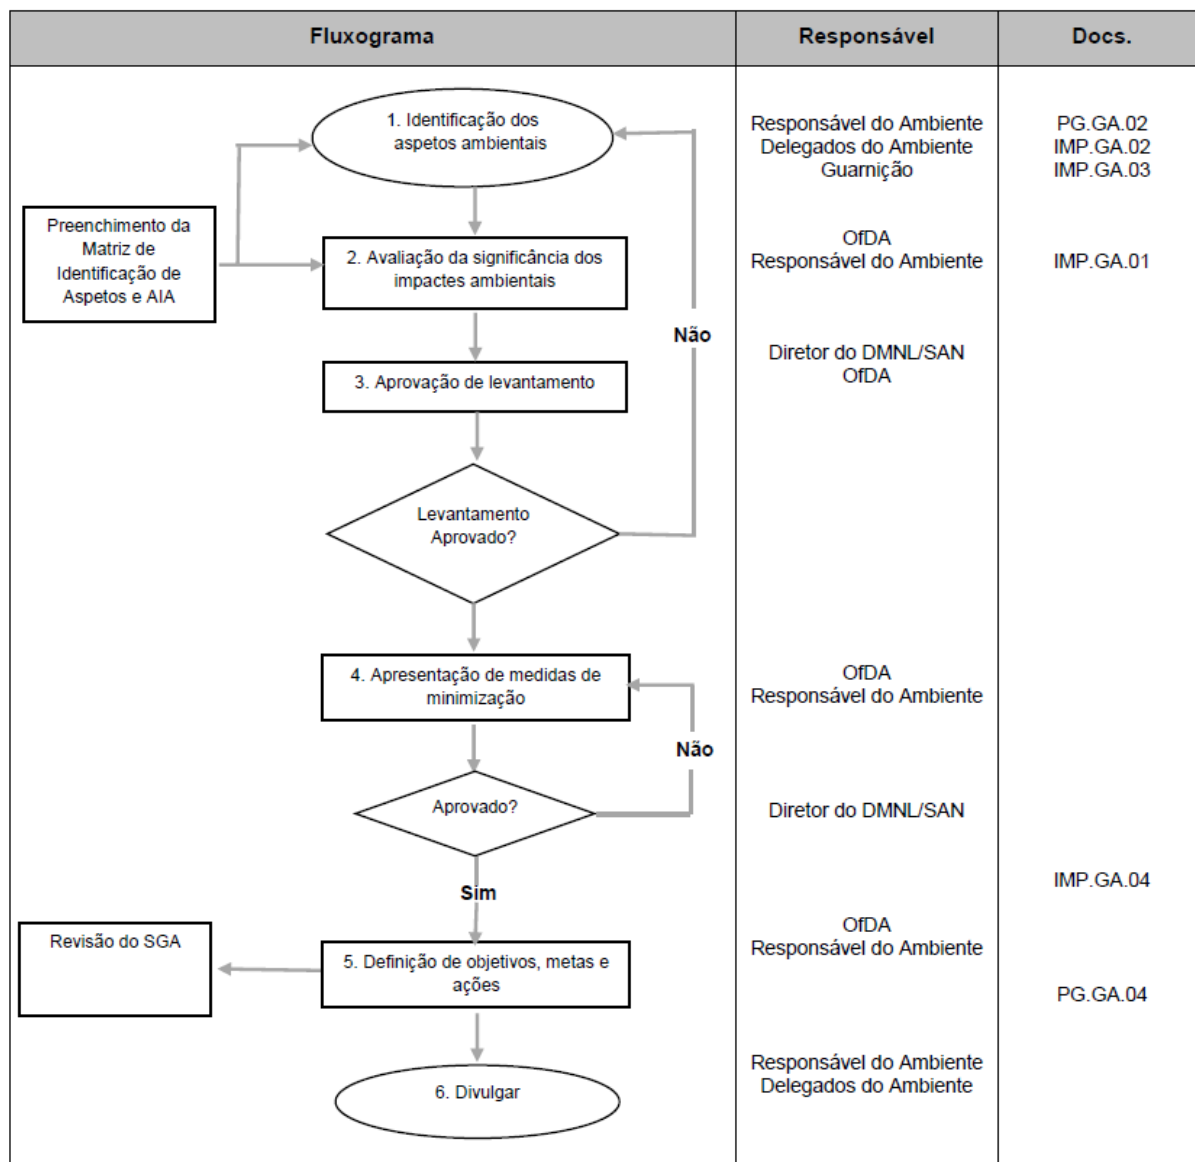 Fluxograma
Responsável
Docs.
1. Identificação dos
aspetos ambientais
Responsável do Ambiente
Delegados do Ambiente
Guarnição
PG.GA.02
IMP.GA.02
IMP.GA.03
Preenchimento da
Matriz de
Identificação de
Aspetos e AIA
2. Avaliação da significância dos
impactes ambientais
OfDA
Responsável do Ambiente
IMP.GA.01
Não
3. Aprovação de levantamento
Diretor do DMNL/SAN
OfDA
Levantamento
Aprovado?
4. Apresentação de medidas de
minimização
OfDA
Responsável do Ambiente
Não
Aprovado?
Diretor do DMNL/SAN
Sim
IMP.GA.04
Revisão do SGA
5. Definição de objetivos, metas e
ações
OfDA
Responsável do Ambiente
PG.GA.04
6. Divulgar
Responsável do Ambiente
Delegados do Ambiente